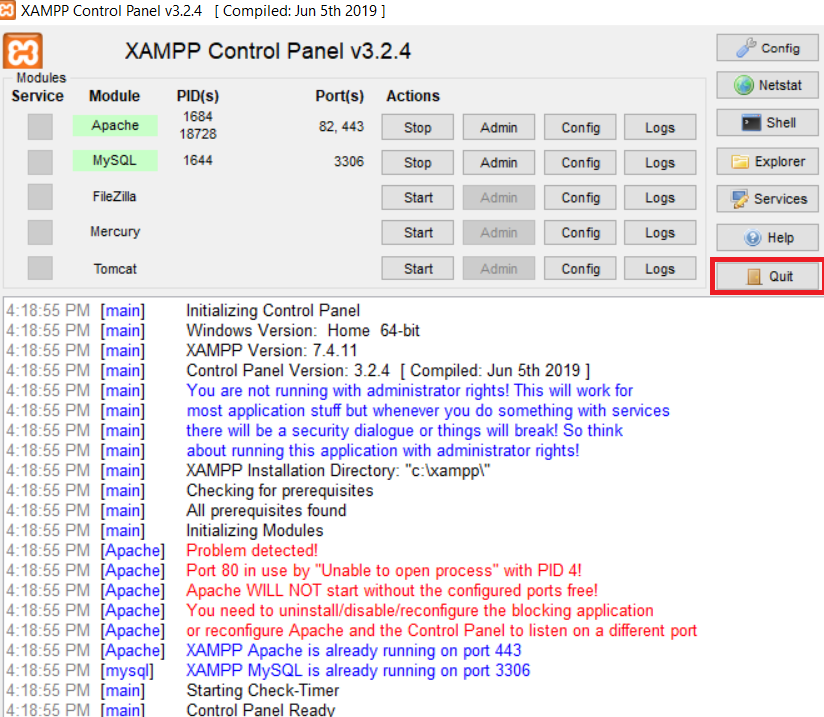 XAMPP Control Panel v3.2.4 [ Compiled: Jun 5th 2019 ]
XAMPP Control Panel v3.2.4
Config
Modules
Service Module PID(s) Port(s) Actions
Netstat
Apache 1684 18728 82, 443 Stop Admin Config Logs
Shell
MySQL 1644 3306 Stop Admin Config Logs
Explorer
FileZilla Start Admin Config Logs
Services
Mercury Start Admin Config Logs
Help
Tomcat Start Admin Config Logs
Quit
4:18:55 PM [main] Initializing Control Panel
4:18:55 PM [main] Windows Version: Home 64-bit
4:18:55 PM [main] XAMPP Version: 7.4.11
4:18:55 PM [main] Control Panel Version: 3.2.4 [ Compiled: Jun 5th 2019 ]
4:18:55 PM [main] You are not running with administrator rights! This will work for
4:18:55 PM [main] most application stuff but whenever you do something with services
4:18:55 PM [main] there will be a security dialogue or things will break! So think
4:18:55 PM [main] about running this application with administrator rights!
4:18:55 PM [main] XAMPP Installation Directory: "c:\xampp\"
4:18:55 PM [main] Checking for prerequisites
4:18:55 PM [main] All prerequisites found
4:18:55 PM [main] Initializing Modules
4:18:55 PM [Apache] Problem detected!
4:18:55 PM [Apache] Port 80 in use by "Unable to open process" with PID 4!
4:18:55 PM [Apache] Apache WILL NOT start without the configured ports free!
4:18:55 PM [Apache] You need to uninstall/disable/reconfigure the blocking application
4:18:55 PM [Apache] or reconfigure Apache and the Control Panel to listen on a different port
4:18:55 PM [Apache] XAMPP Apache is already running on port 443
4:18:55 PM [mysql] XAMPP MySQL is already running on port 3306
4:18:55 PM [main] Starting Check-Timer
4:18:55 PM [main] Control Panel Ready